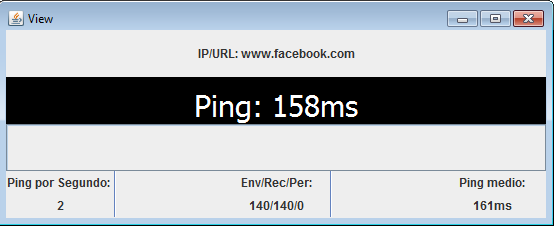 View
IP/URL: www.facebook.com
Ping: 158ms
Ping por Segundo: Env/Rec/Per: Ping medio:
2 140/140/0 161ms